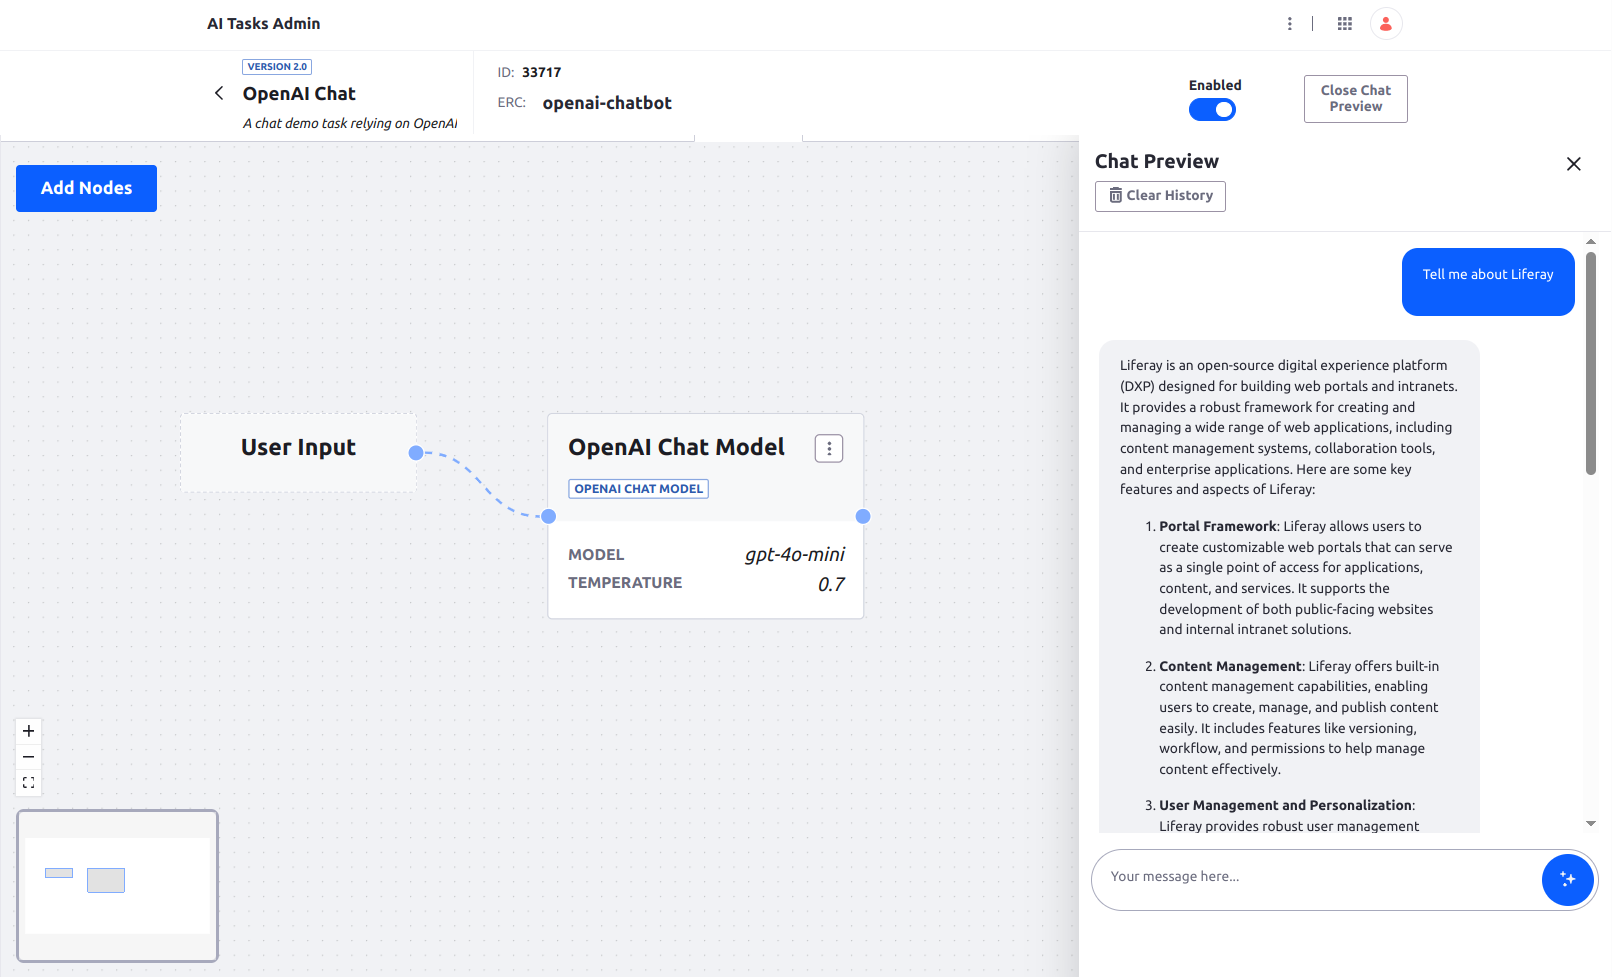 AI Tasks Admin
VERSION 2.0
OpenAI Chat
A chat demo task relying on OpenAI
ID: 33717
ERC: openai-chatbot
Enabled
Close Chat
Preview
Add Nodes
User Input
OpenAI Chat Model
OPENAI CHAT MODEL
MODEL gpt-4o-mini
TEMPERATURE 0.7
Chat Preview
Clear History
Tell me about Liferay
Liferay is an open-source digital experience platform
(DXP) designed for building web portals and intranets.
It provides a robust framework for creating and
managing a wide range of web applications, including
content management systems, collaboration tools,
and enterprise applications. Here are some key
features and aspects of Liferay:
1. Portal Framework: Liferay allows users to
create customizable web portals that can serve
as a single point of access for applications,
content, and services. It supports the
development of both public-facing websites
and internal intranet solutions.
2. Content Management: Liferay offers built-in
content management capabilities, enabling
users to create, manage, and publish content
easily. It includes features like versioning,
workflow, and permissions to help manage
content effectively.
3. User Management and Personalization:
Liferay provides robust user management
Your message here...